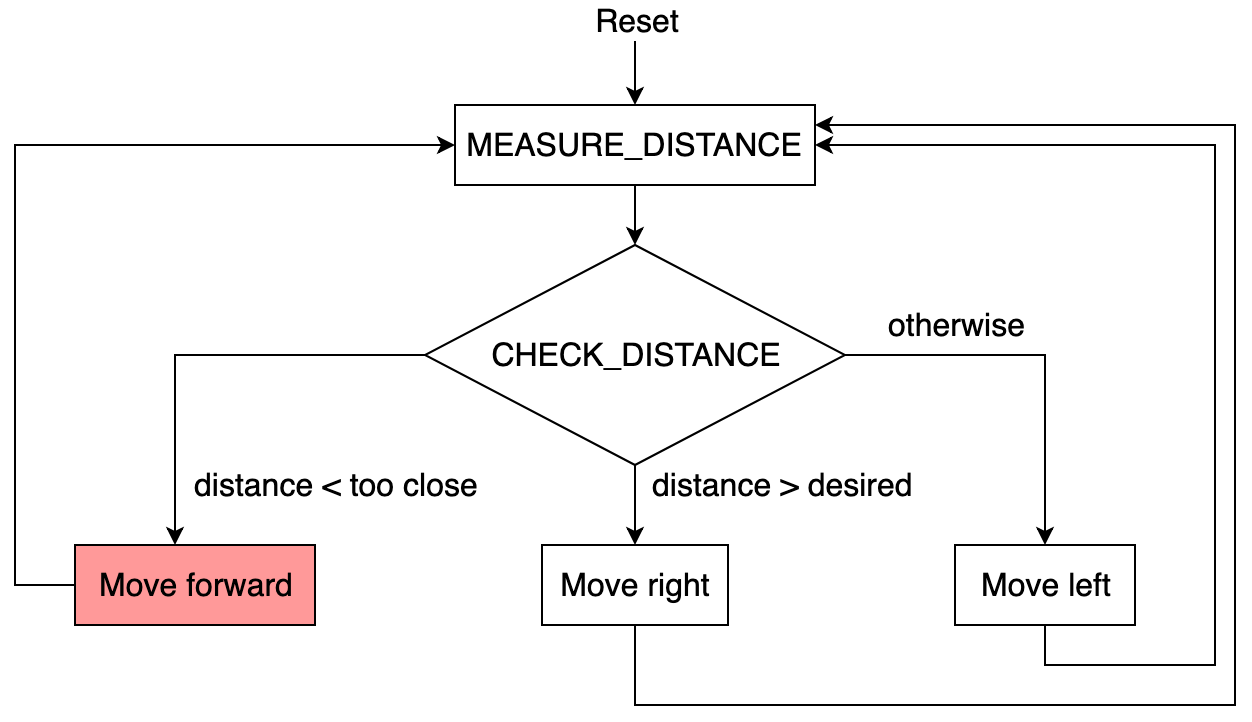 Reset
MEASURE_DISTANCE
CHECK_DISTANCE
otherwise
distance < too close
distance > desired
Move forward
Move right
Move left